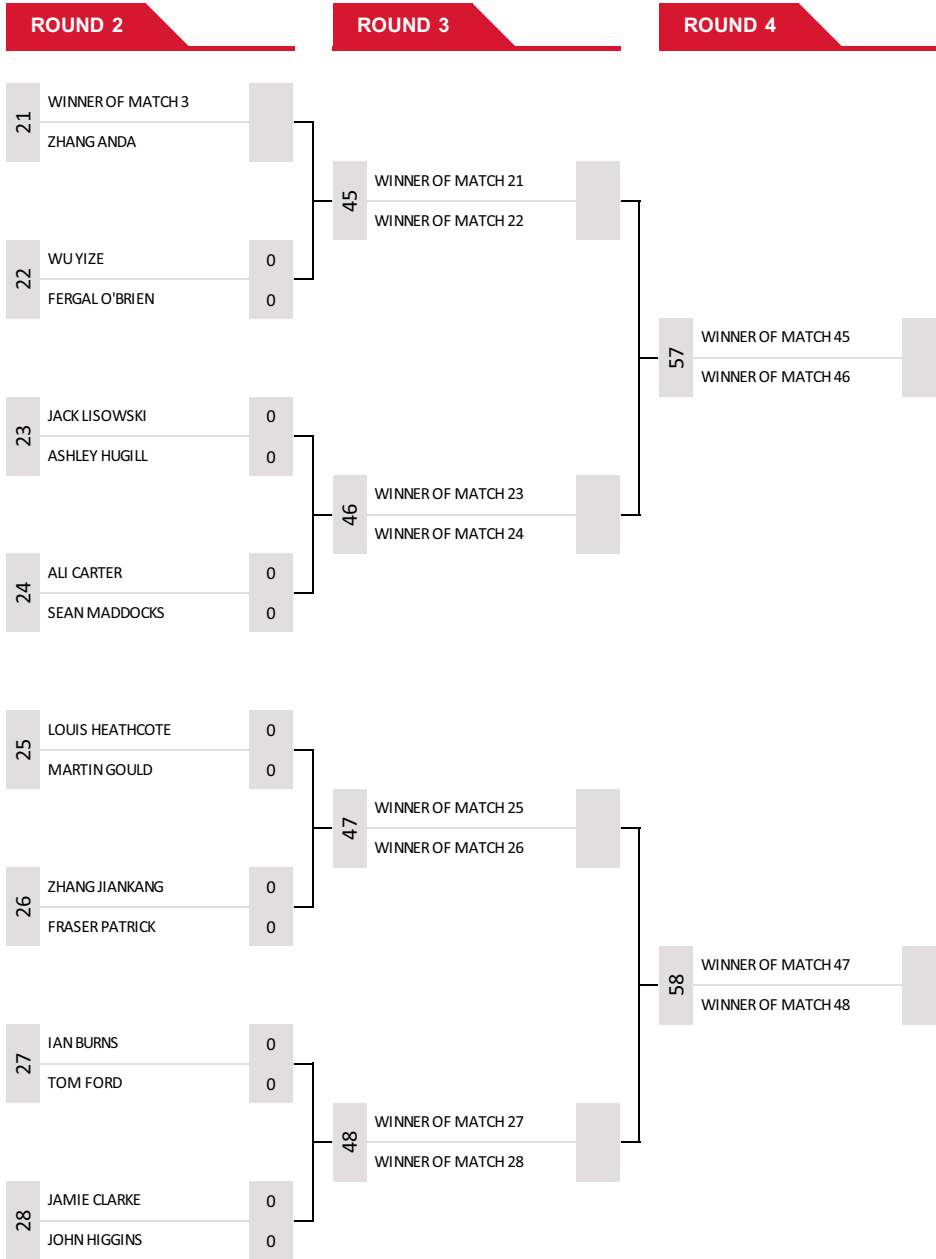 ROUND 2
ROUND 3
ROUND 4
21
WINNER OF MATCH 3
ZHANG ANDA
22
WU YIZE
0
FERGAL O'BRIEN
0
23
JACK LISOWSKI
0
ASHLEY HUGILL
0
24
ALI CARTER
0
SEAN MADDOCKS
0
25
LOUIS HEATHCOTE
0
MARTIN GOULD
0
26
ZHANG JIANKANG
0
FRASER PATRICK
0
27
IAN BURNS
0
TOM FORD
0
28
JAMIE CLARKE
0
JOHN HIGGINS
0
45
WINNER OF MATCH 21
WINNER OF MATCH 22
46
WINNER OF MATCH 23
WINNER OF MATCH 24
47
WINNER OF MATCH 25
WINNER OF MATCH 26
48
WINNER OF MATCH 27
WINNER OF MATCH 28
57
WINNER OF MATCH 45
WINNER OF MATCH 46
58
WINNER OF MATCH 47
WINNER OF MATCH 48